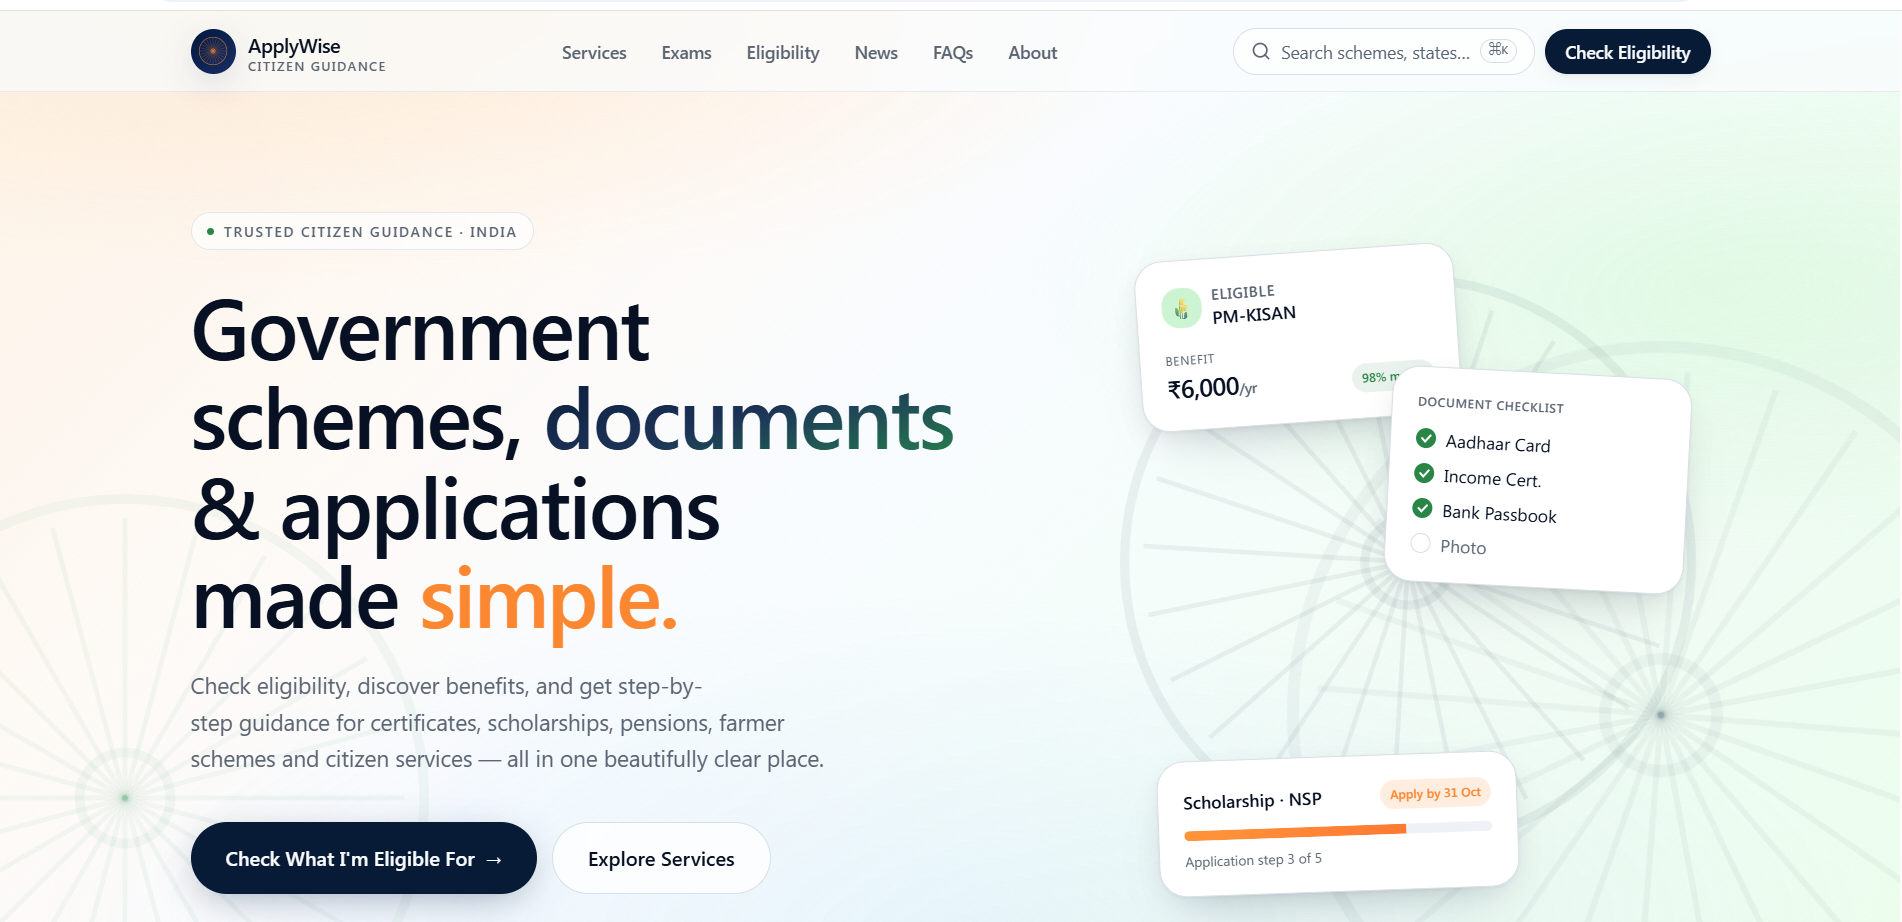 ApplyWise
CITIZEN GUIDANCE
Services
Exams
Eligibility
News
FAQs
About
Search schemes, states...
⌘K
Check Eligibility
TRUSTED CITIZEN GUIDANCE · INDIA
Government
schemes, documents
& applications
made simple.
Check eligibility, discover benefits, and get step-by-
step guidance for certificates, scholarships, pensions, farmer
schemes and citizen services — all in one beautifully clear place.
Check What I'm Eligible For →
Explore Services
ELIGIBLE
PM-KISAN
BENEFIT
₹6,000/yr
98%
DOCUMENT CHECKLIST
Aadhaar Card
Income Cert.
Bank Passbook
Photo
Scholarship · NSP
Apply by 31 Oct
Application step 3 of 5